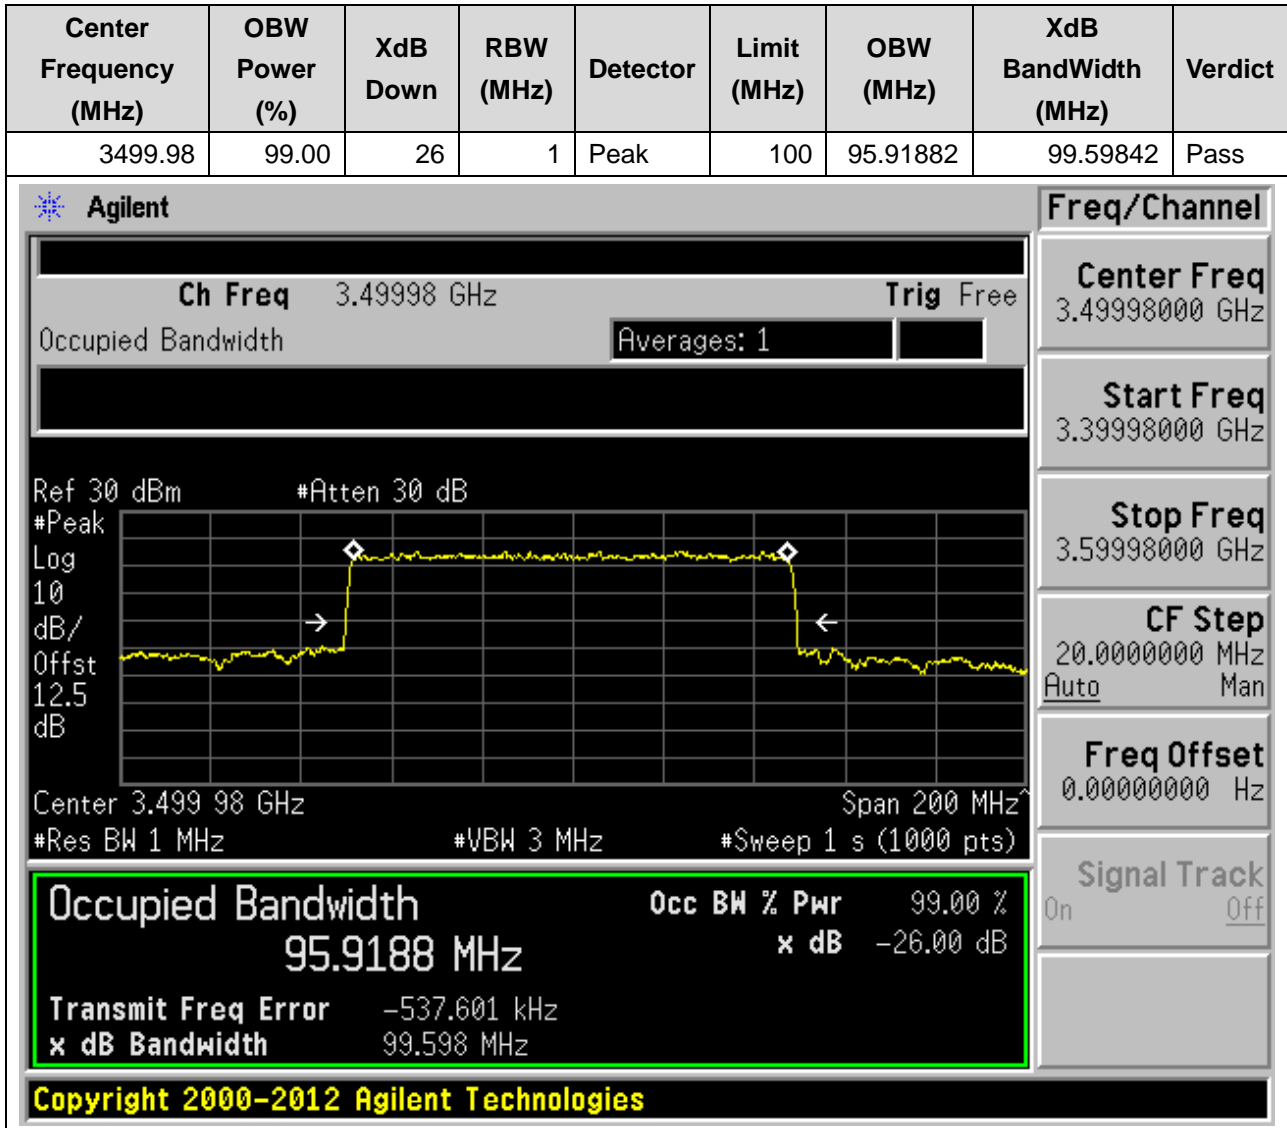 Center Frequency (MHz) OBW Power (%) XdB Down RBW (MHz) Detector Limit (MHz) OBW (MHz) XdB BandWidth (MHz) Verdict
3499.98 99.00 26 1 Peak 100 95.91882 99.59842 Pass
Agilent
Freq/Channel
Ch Freq 3.49998 GHz Trig Free
Occupied Bandwidth Averages: 1
Center Freq
3.49998000 GHz
Start Freq
3.39998000 GHz
Stop Freq
3.59998000 GHz
CF Step
20.0000000 MHz
Auto Man
Freq Offset
0.00000000 Hz
Signal Track
On Off
Ref 30 dBm #Atten 30 dB
#Peak
Log
10
dB/
Offst
12.5
dB
Center 3.499 98 GHz Span 200 MHz^
#Res BW 1 MHz #VBW 3 MHz #Sweep 1 s (1000 pts)
Occupied Bandwidth
95.9188 MHz
Occ BW % Pwr 99.00 %
x dB -26.00 dB
Transmit Freq Error -537.601 kHz
x dB Bandwidth 99.598 MHz
Copyright 2000-2012 Agilent Technologies